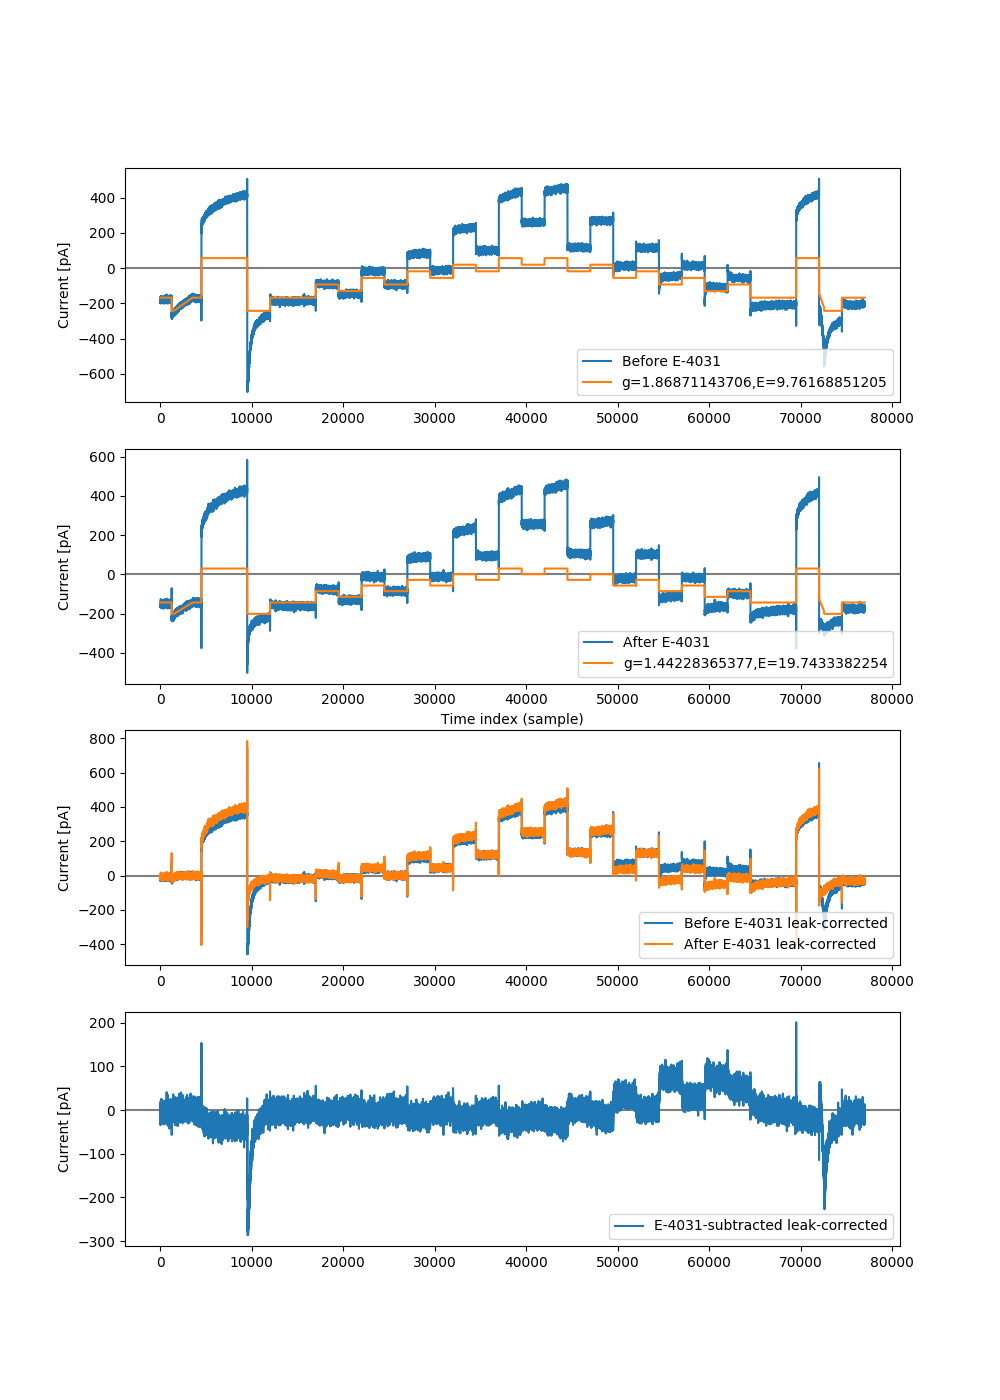 400
200
0
−200
−400
−600
Current [pA]
Before E-4031
g=1.86871143706,E=9.76168851205
0 10000 20000 30000 40000 50000 60000 70000 80000
600
400
200
0
−200
−400
Current [pA]
After E-4031
g=1.44228365377,E=19.7433382254
0 10000 20000 30000 40000 50000 60000 70000 80000
Time index (sample)
800
600
400
200
0
−200
−400
Current [pA]
Before E-4031 leak-corrected
After E-4031 leak-corrected
0 10000 20000 30000 40000 50000 60000 70000 80000
200
100
0
−100
−200
−300
Current [pA]
E-4031-subtracted leak-corrected
0 10000 20000 30000 40000 50000 60000 70000 80000